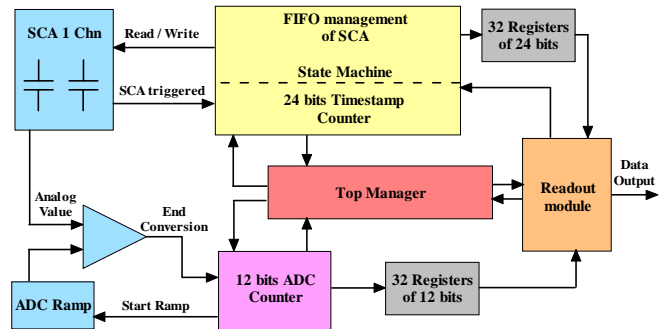 SCA 1 Chn
Read / Write
SCA triggered
FIFO management
of SCA
State Machine
24 bits Timestamp
Counter
32 Registers
of 24 bits
Top Manager
Readout
module
Data
Output
Analog
Value
End
Conversion
ADC Ramp
Start Ramp
12 bits ADC
Counter
32 Registers
of 12 bits